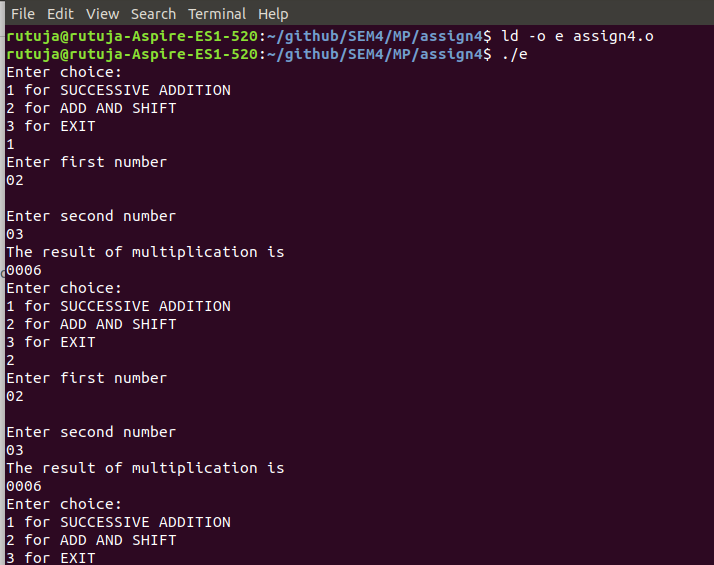 File Edit View Search Terminal Help
rutuja@rutuja-Aspire-ES1-520:~/github/SEM4/MP/assign4$ ld -o e assign4.o
rutuja@rutuja-Aspire-ES1-520:~/github/SEM4/MP/assign4$ ./e
Enter choice:
1 for SUCCESSIVE ADDITION
2 for ADD AND SHIFT
3 for EXIT
1
Enter first number
02
Enter second number
03
The result of multiplication is
0006
Enter choice:
1 for SUCCESSIVE ADDITION
2 for ADD AND SHIFT
3 for EXIT
2
Enter first number
02
Enter second number
03
The result of multiplication is
0006
Enter choice:
1 for SUCCESSIVE ADDITION
2 for ADD AND SHIFT
3 for EXIT